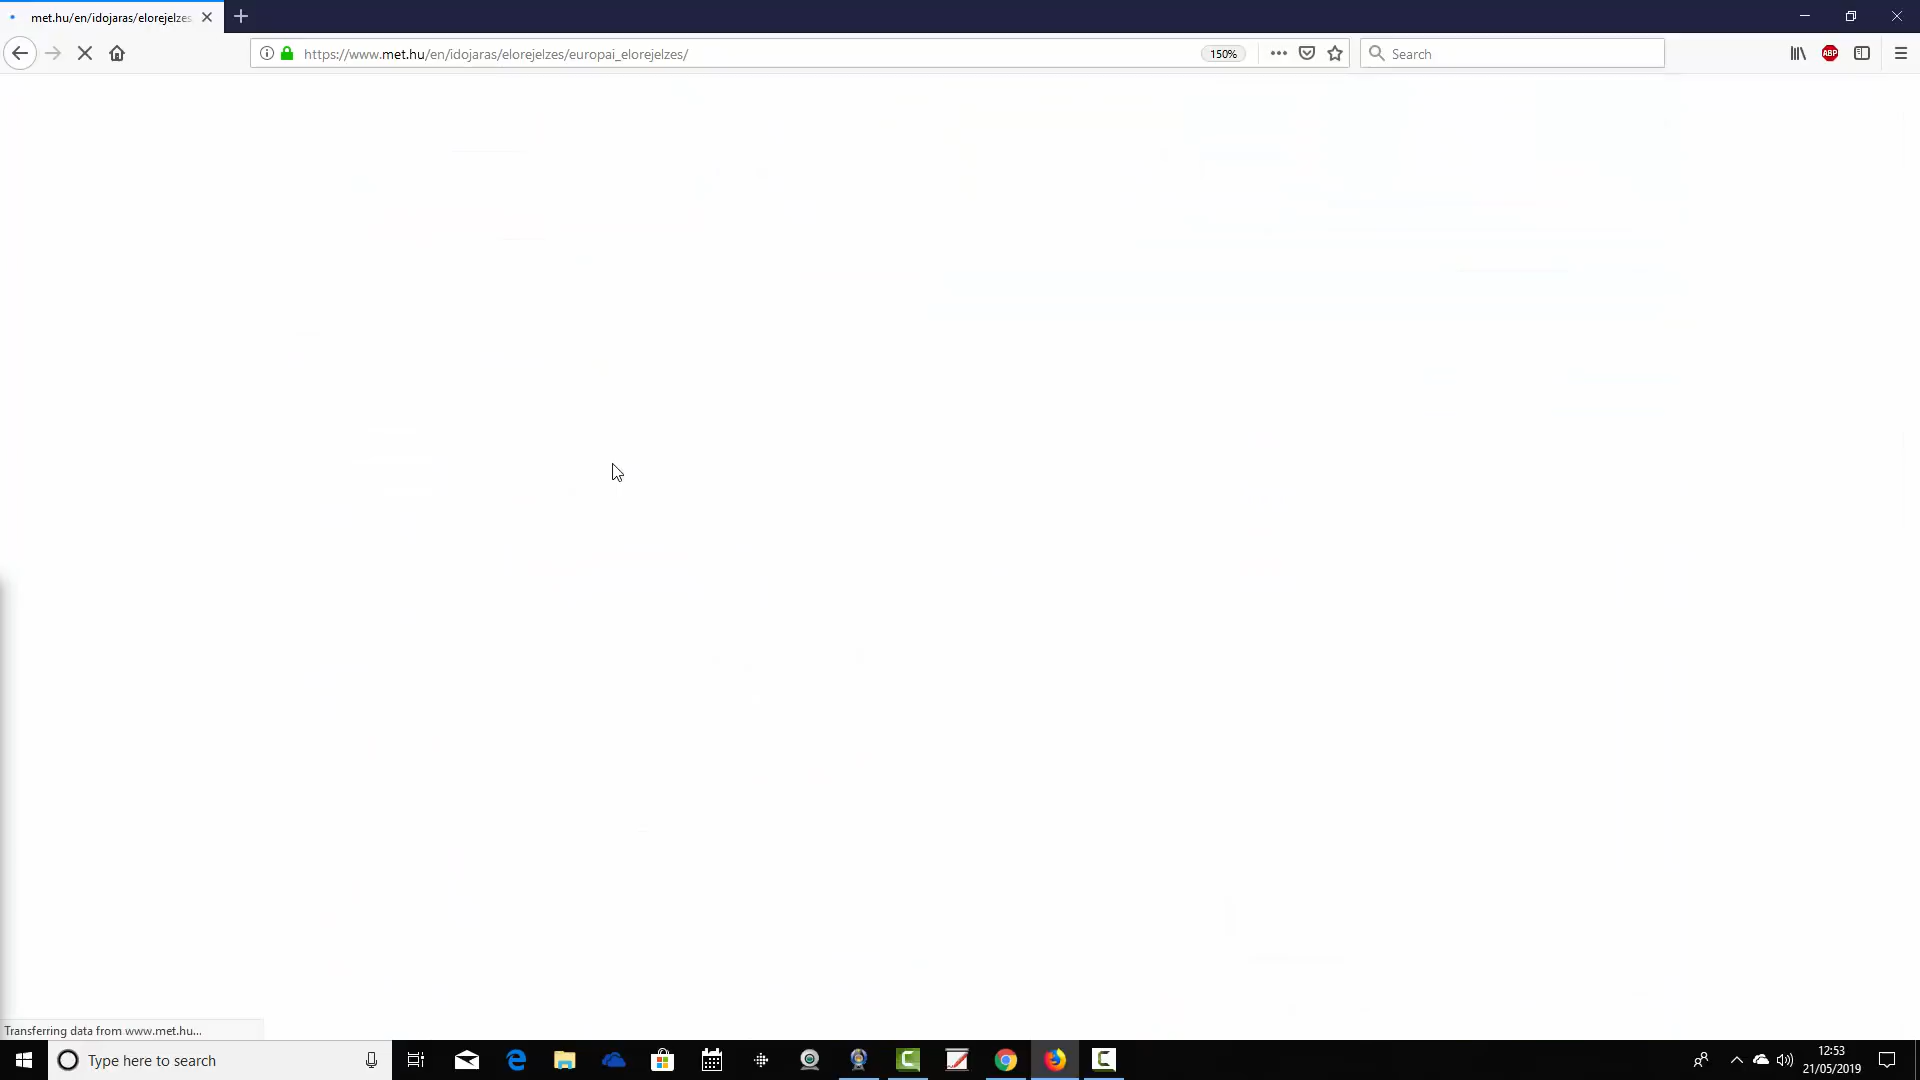 met.hu/en/idojaras/elorejelzes
https://www.met.hu/en/idojaras/elorejelzes/europai_elorejelzes/
150%
Search
ABP
Transferring data from www.met.hu...
Type here to search
12:53
21/05/2019